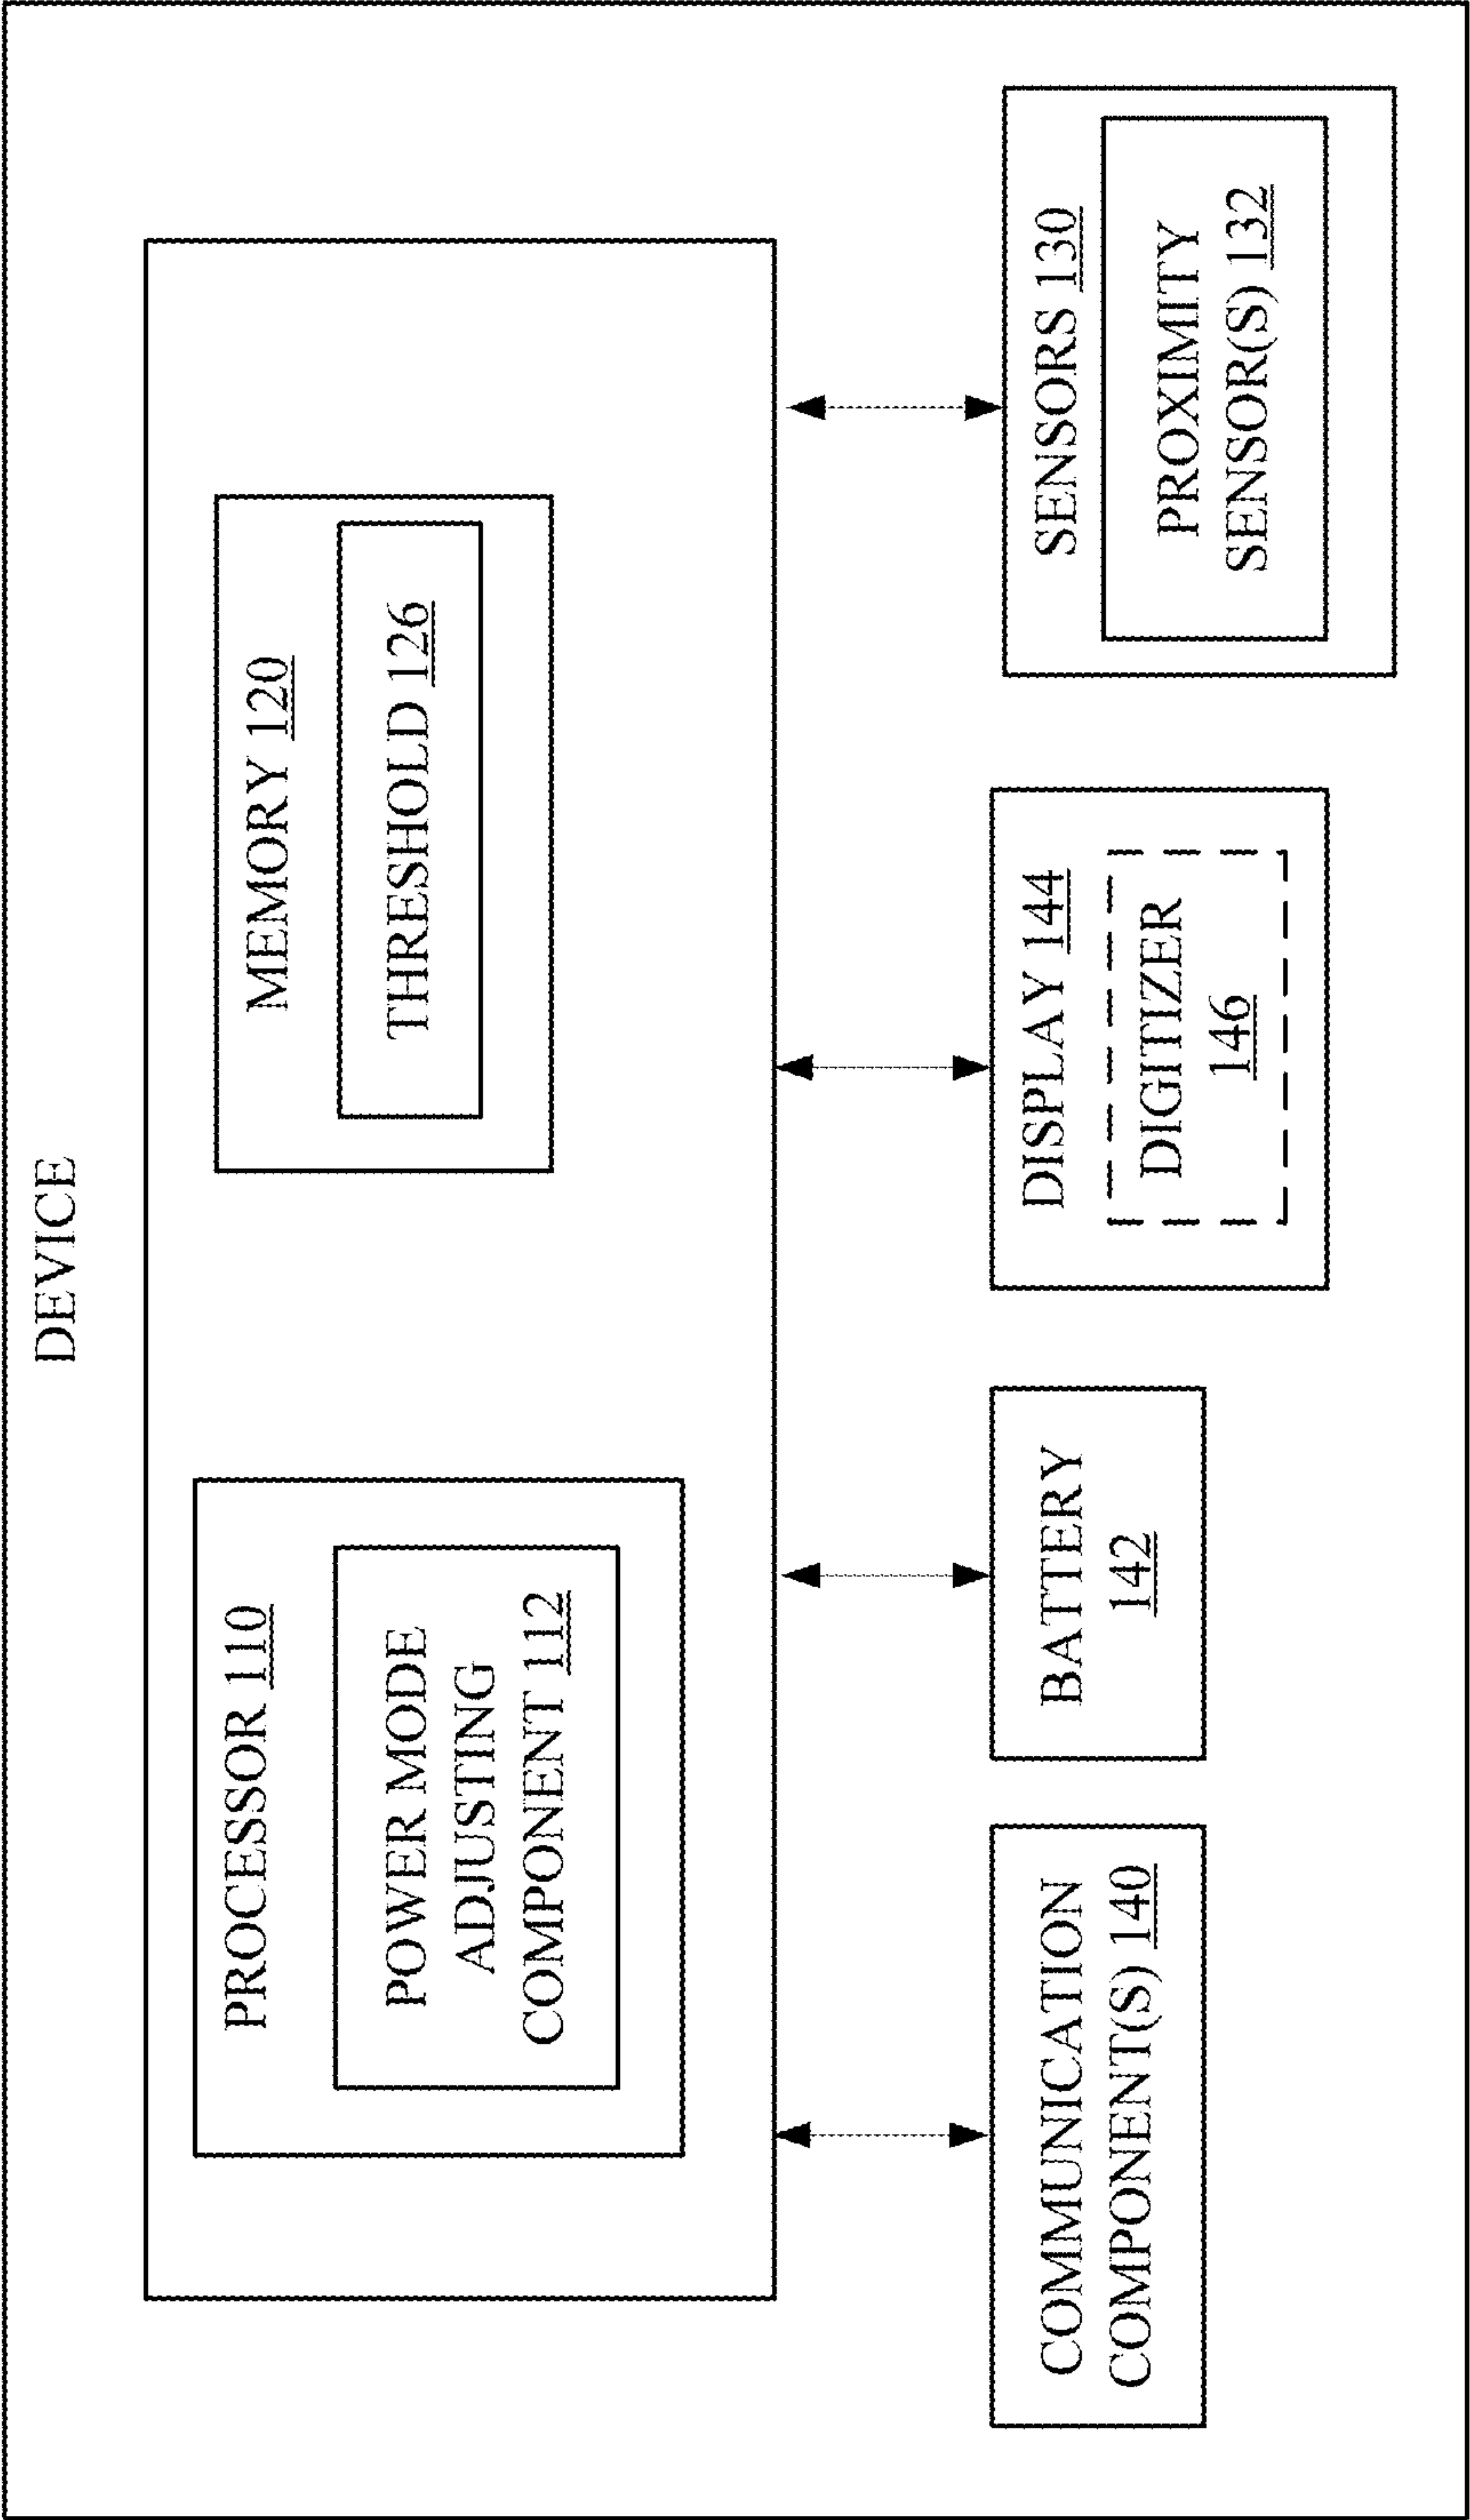 DEVICE
PROCESSOR 110
POWER MODE
ADJUSTING
COMPONENT 112
MEMORY 120
THRESHOLD 126
COMMUNICATION
COMPONENT(S) 140
BATTERY
142
DISPLAY 144
DIGITIZER
146
SENSORS 130
PROXIMITY
SENSOR(S) 132